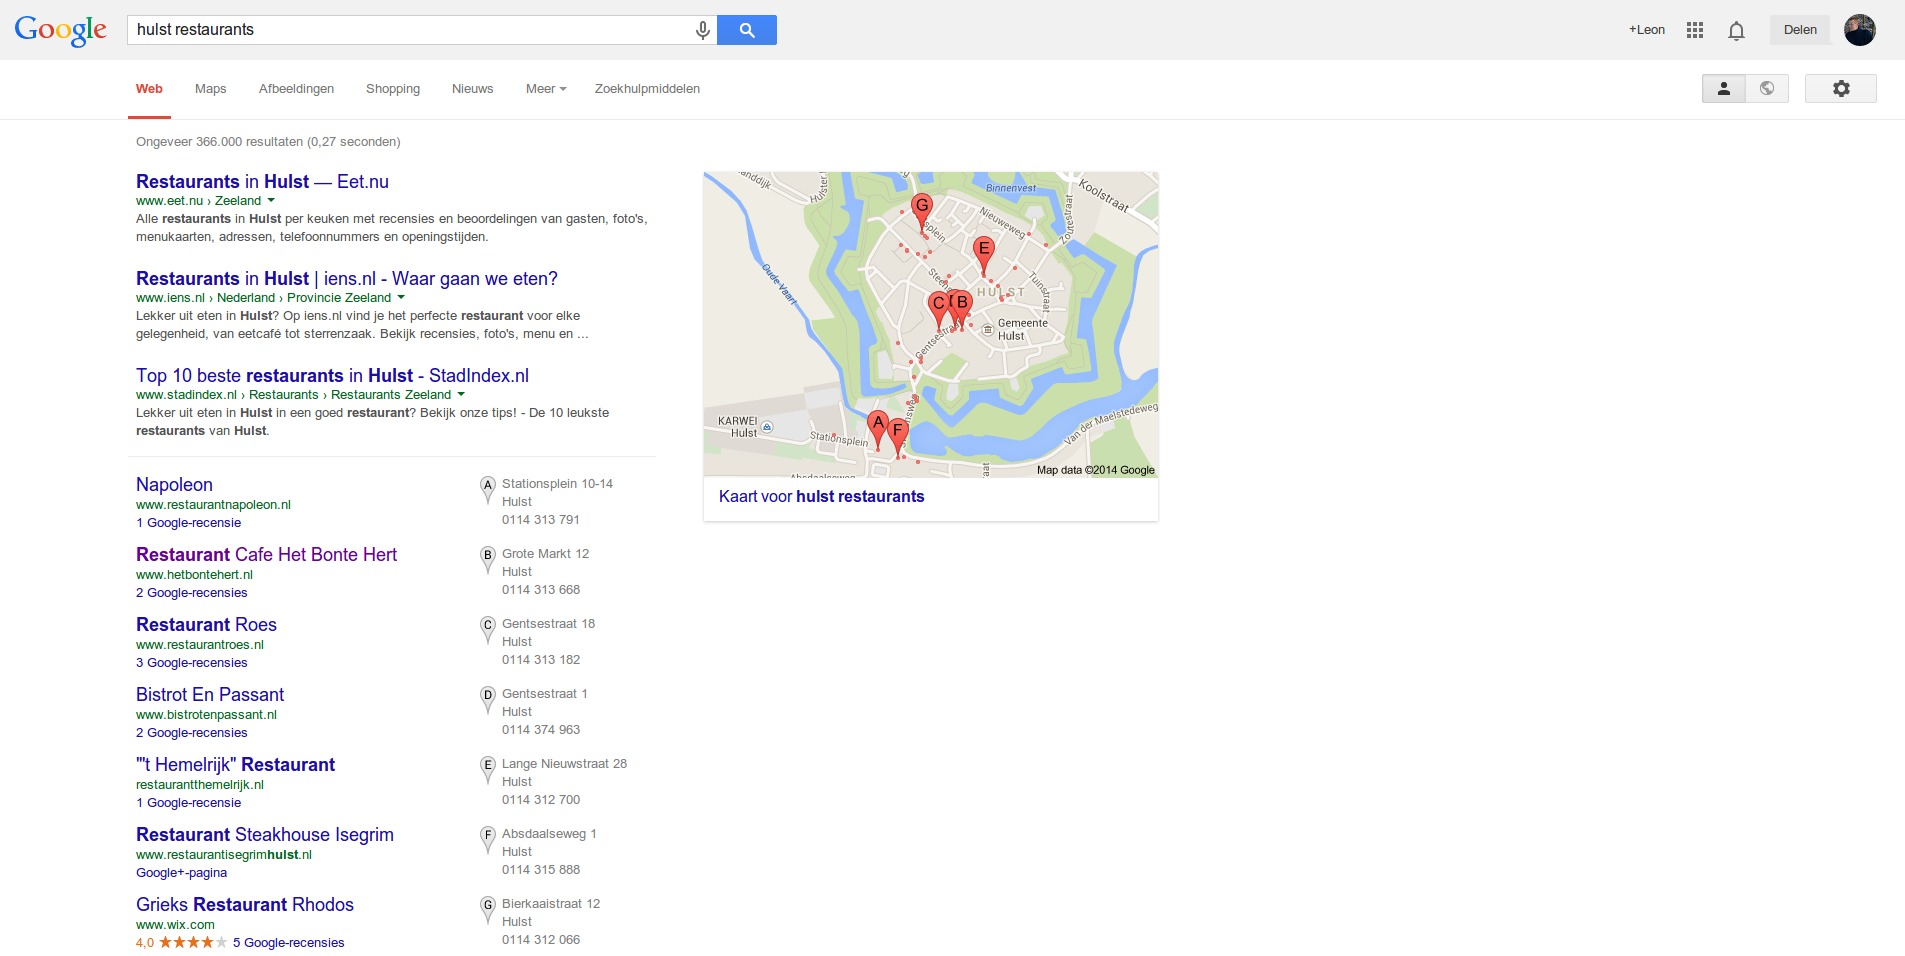 Google
hulst restaurants
+Leon
Delen
Web
Maps
Afbeeldingen
Shopping
Nieuws
Meer
Zoekhulpmiddelen
Ongeveer 366.000 resultaten (0,27 seconden)
Restaurants in Hulst — Eet.nu
www.eet.nu › Zeeland
Alle restaurants in Hulst per keuken met recensies en beoordelingen van gasten, foto's,
menukaarten, adressen, telefoonnummers en openingstijden.
Restaurants in Hulst | iens.nl - Waar gaan we eten?
www.iens.nl › Nederland › Provincie Zeeland
Lekker uit eten in Hulst? Op iens.nl vind je het perfecte restaurant voor elke
gelegenheid, van eetcafé tot sterrenzaak. Bekijk recensies, foto's, menu en ...
Top 10 beste restaurants in Hulst - StadIndex.nl
www.stadindex.nl › Restaurants › Restaurants Zeeland
Lekker uit eten in Hulst in een goed restaurant? Bekijk onze tips! - De 10 leukste
restaurants van Hulst.
Napoleon
www.restaurantnapoleon.nl
1 Google-recensie
A
Stationsplein 10-14
Hulst
0114 313 791
Restaurant Cafe Het Bonte Hert
www.hetbontehert.nl
2 Google-recensies
B
Grote Markt 12
Hulst
0114 313 668
Restaurant Roes
www.restaurantroes.nl
3 Google-recensies
C
Gentsestraat 18
Hulst
0114 313 182
Bistrot En Passant
www.bistrotenpassant.nl
2 Google-recensies
D
Gentsestraat 1
Hulst
0114 374 963
"'t Hemelrijk" Restaurant
restaurantthemelrijk.nl
1 Google-recensie
E
Lange Nieuwstraat 28
Hulst
0114 312 700
Restaurant Steakhouse Isegrim
www.restaurantisegrimhulst.nl
Google+-pagina
F
Absdaalseweg 1
Hulst
0114 315 888
Grieks Restaurant Rhodos
www.wix.com
4,0
5 Google-recensies
G
Bierkaaistraat 12
Hulst
0114 312 066
Binnenvest
Koolstraat
Zoutestraat
Nieuweweg
G
E
Oude Vaart
Tuinstraat
HULST
C
B
Gemeente
Hulst
Gentsestraat
KARWEI
Hulst
A
F
Stationsplein
Van der Maelstedeweg
Map data ©2014 Google
Kaart voor hulst restaurants